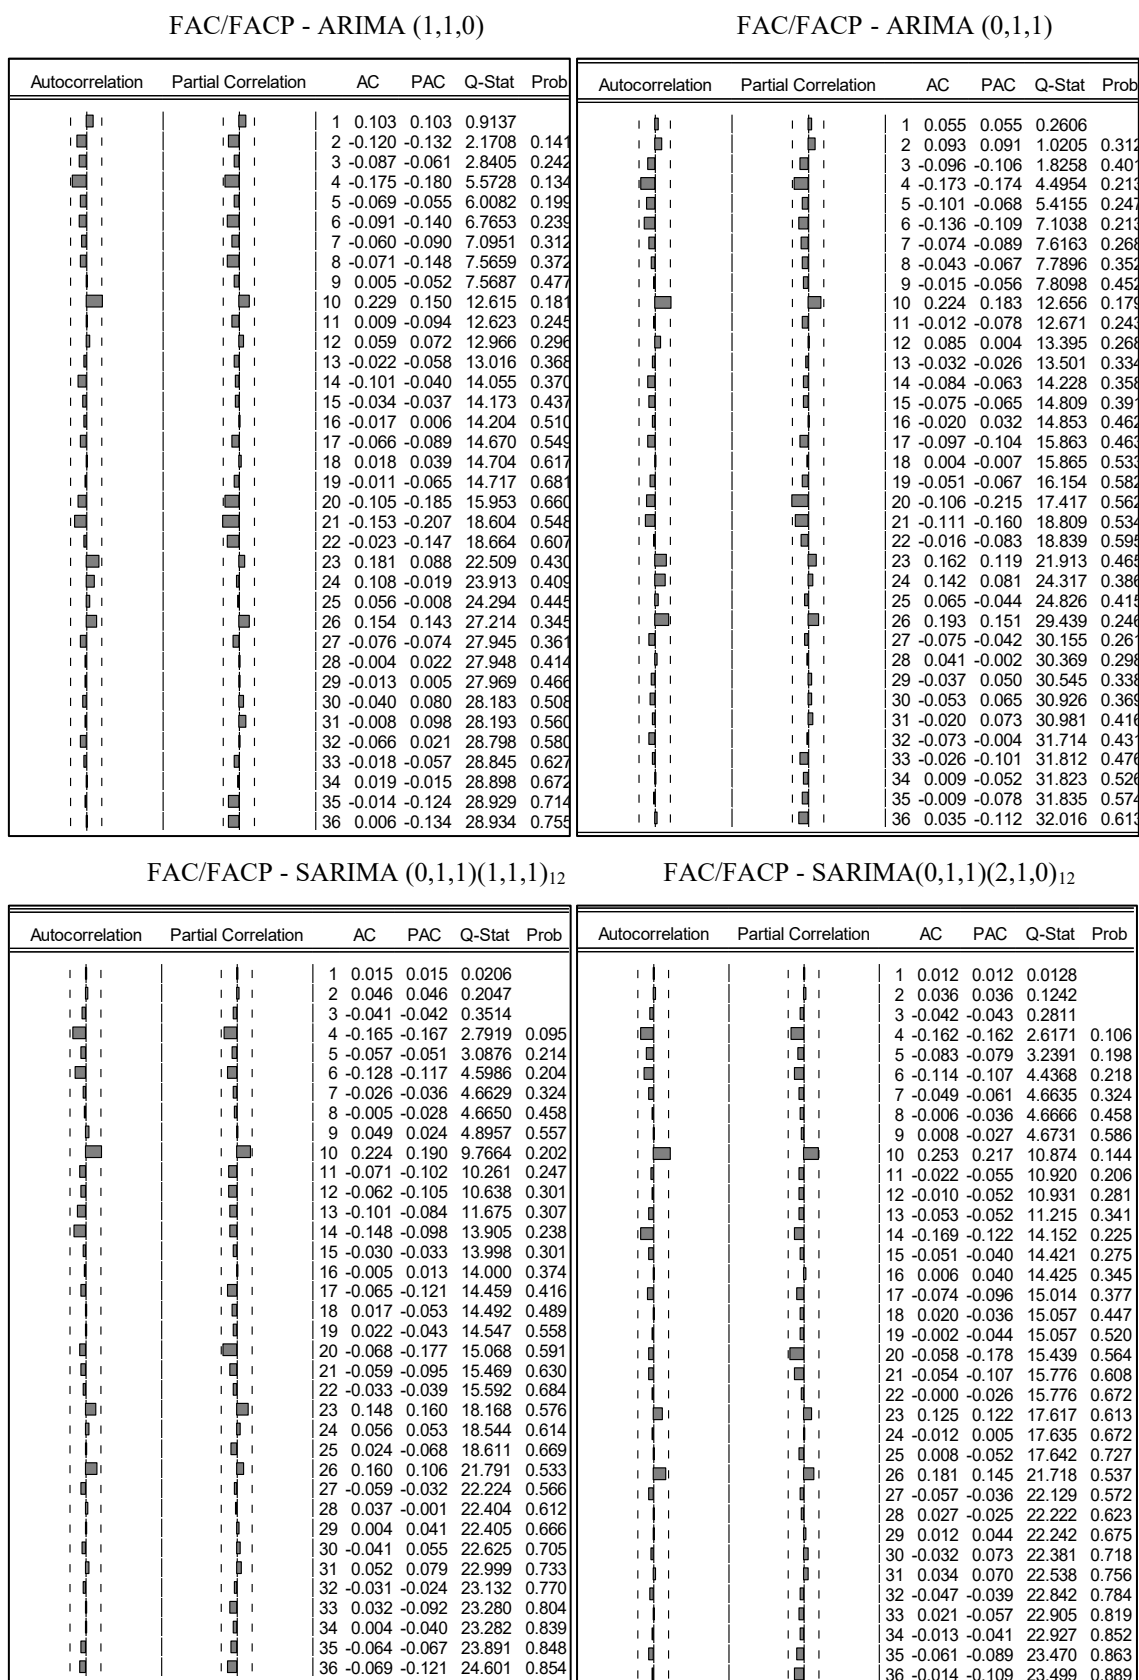 FAC/FACP - ARIMA (1,1,0)
Autocorrelation Partial Correlation AC PAC Q-Stat Prob
1 0.103 0.103 0.9137
2 -0.120 -0.132 2.1708 0.141
3 -0.087 -0.061 2.8405 0.242
4 -0.175 -0.180 5.5728 0.134
5 -0.069 -0.055 6.0082 0.199
6 -0.091 -0.140 6.7653 0.239
7 -0.060 -0.090 7.0951 0.312
8 -0.071 -0.148 7.5659 0.372
9 0.005 -0.052 7.5687 0.477
10 0.229 0.150 12.615 0.181
11 0.009 -0.094 12.623 0.245
12 0.059 0.072 12.966 0.296
13 -0.022 -0.058 13.016 0.368
14 -0.101 -0.040 14.055 0.370
15 -0.034 -0.037 14.173 0.437
16 -0.017 0.006 14.204 0.510
17 -0.066 -0.089 14.670 0.549
18 0.018 0.039 14.704 0.617
19 -0.011 -0.065 14.717 0.681
20 -0.105 -0.185 15.953 0.660
21 -0.153 -0.207 18.604 0.548
22 -0.023 -0.147 18.664 0.607
23 0.181 0.088 22.509 0.430
24 0.108 -0.019 23.913 0.409
25 0.056 -0.008 24.294 0.445
26 0.154 0.143 27.214 0.345
27 -0.076 -0.074 27.945 0.361
28 -0.004 0.022 27.948 0.414
29 -0.013 0.005 27.969 0.466
30 -0.040 0.080 28.183 0.508
31 -0.008 0.098 28.193 0.560
32 -0.066 0.021 28.798 0.580
33 -0.018 -0.057 28.845 0.627
34 0.019 -0.015 28.898 0.672
35 -0.014 -0.124 28.929 0.714
36 0.006 -0.134 28.934 0.755
FAC/FACP - ARIMA (0,1,1)
Autocorrelation Partial Correlation AC PAC Q-Stat Prob
1 0.055 0.055 0.2606
2 0.093 0.091 1.0205 0.312
3 -0.096 -0.106 1.8258 0.401
4 -0.173 -0.174 4.4954 0.213
5 -0.101 -0.068 5.4155 0.247
6 -0.136 -0.109 7.1038 0.213
7 -0.074 -0.089 7.6163 0.268
8 -0.043 -0.067 7.7896 0.352
9 -0.015 -0.056 7.8098 0.452
10 0.224 0.183 12.656 0.179
11 -0.012 -0.078 12.671 0.243
12 0.085 0.004 13.395 0.268
13 -0.032 -0.026 13.501 0.334
14 -0.084 -0.063 14.228 0.358
15 -0.075 -0.065 14.809 0.391
16 -0.020 0.032 14.853 0.462
17 -0.097 -0.104 15.863 0.463
18 0.004 -0.007 15.865 0.533
19 -0.051 -0.067 16.154 0.582
20 -0.106 -0.215 17.417 0.562
21 -0.111 -0.160 18.809 0.534
22 -0.016 -0.083 18.839 0.595
23 0.162 0.119 21.913 0.465
24 0.142 0.081 24.317 0.386
25 0.065 -0.044 24.826 0.415
26 0.193 0.151 29.439 0.246
27 -0.075 -0.042 30.155 0.261
28 0.041 -0.002 30.369 0.298
29 -0.037 0.050 30.545 0.338
30 -0.053 0.065 30.926 0.369
31 -0.020 0.073 30.981 0.416
32 -0.073 -0.004 31.714 0.431
33 -0.026 -0.101 31.812 0.476
34 0.009 -0.052 31.823 0.526
35 -0.009 -0.078 31.835 0.574
36 0.035 -0.112 32.016 0.613
FAC/FACP - SARIMA (0,1,1)(1,1,1)12
Autocorrelation Partial Correlation AC PAC Q-Stat Prob
1 0.015 0.015 0.0206
2 0.046 0.046 0.2047
3 -0.041 -0.042 0.3514
4 -0.165 -0.167 2.7919 0.095
5 -0.057 -0.051 3.0876 0.214
6 -0.128 -0.117 4.5986 0.204
7 -0.026 -0.036 4.6629 0.324
8 -0.005 -0.028 4.6650 0.458
9 0.049 0.024 4.8957 0.557
10 0.224 0.190 9.7664 0.202
11 -0.071 -0.102 10.261 0.247
12 -0.062 -0.105 10.638 0.301
13 -0.101 -0.084 11.675 0.307
14 -0.148 -0.098 13.905 0.238
15 -0.030 -0.033 13.998 0.301
16 -0.005 0.013 14.000 0.374
17 -0.065 -0.121 14.459 0.416
18 0.017 -0.053 14.492 0.489
19 0.022 -0.043 14.547 0.558
20 -0.068 -0.177 15.068 0.591
21 -0.059 -0.095 15.469 0.630
22 -0.033 -0.039 15.592 0.684
23 0.148 0.160 18.168 0.576
24 0.056 0.053 18.544 0.614
25 0.024 -0.068 18.611 0.669
26 0.160 0.106 21.791 0.533
27 -0.059 -0.032 22.224 0.566
28 0.037 -0.001 22.404 0.612
29 0.004 0.041 22.405 0.666
30 -0.041 0.055 22.625 0.705
31 0.052 0.079 22.999 0.733
32 -0.031 -0.024 23.132 0.770
33 0.032 -0.092 23.280 0.804
34 0.004 -0.040 23.282 0.839
35 -0.064 -0.067 23.891 0.848
36 -0.069 -0.121 24.601 0.854
FAC/FACP - SARIMA(0,1,1)(2,1,0)12
Autocorrelation Partial Correlation AC PAC Q-Stat Prob
1 0.012 0.012 0.0128
2 0.036 0.036 0.1242
3 -0.042 -0.043 0.2811
4 -0.162 -0.162 2.6171 0.106
5 -0.083 -0.079 3.2391 0.198
6 -0.114 -0.107 4.4368 0.218
7 -0.049 -0.061 4.6635 0.324
8 -0.006 -0.036 4.6666 0.458
9 0.008 -0.027 4.6731 0.586
10 0.253 0.217 10.874 0.144
11 -0.022 -0.055 10.920 0.206
12 -0.010 -0.052 10.931 0.281
13 -0.053 -0.052 11.215 0.341
14 -0.169 -0.122 14.152 0.225
15 -0.051 -0.040 14.421 0.275
16 0.006 0.040 14.425 0.345
17 -0.074 -0.096 15.014 0.377
18 0.020 -0.036 15.057 0.447
19 -0.002 -0.044 15.057 0.520
20 -0.058 -0.178 15.439 0.564
21 -0.054 -0.107 15.776 0.608
22 -0.000 -0.026 15.776 0.672
23 0.125 0.122 17.617 0.613
24 -0.012 0.005 17.635 0.672
25 0.008 -0.052 17.642 0.727
26 0.181 0.145 21.718 0.537
27 -0.057 -0.036 22.129 0.572
28 0.027 -0.025 22.222 0.623
29 0.012 0.044 22.242 0.675
30 -0.032 0.073 22.381 0.718
31 0.034 0.070 22.538 0.756
32 -0.047 -0.039 22.842 0.784
33 0.021 -0.057 22.905 0.819
34 -0.013 -0.041 22.927 0.852
35 -0.061 -0.089 23.470 0.863
36 -0.014 -0.109 23.499 0.889